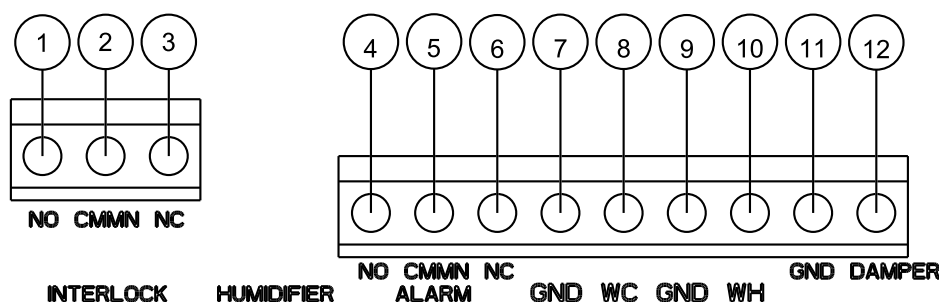 1 2 3 4 5 6 7 8 9 10 11 12
NO CMMN NC
NO CMMN NC GND DAMPER
INTERLOCK HUMIDIFIER ALARM GND WC GND WH